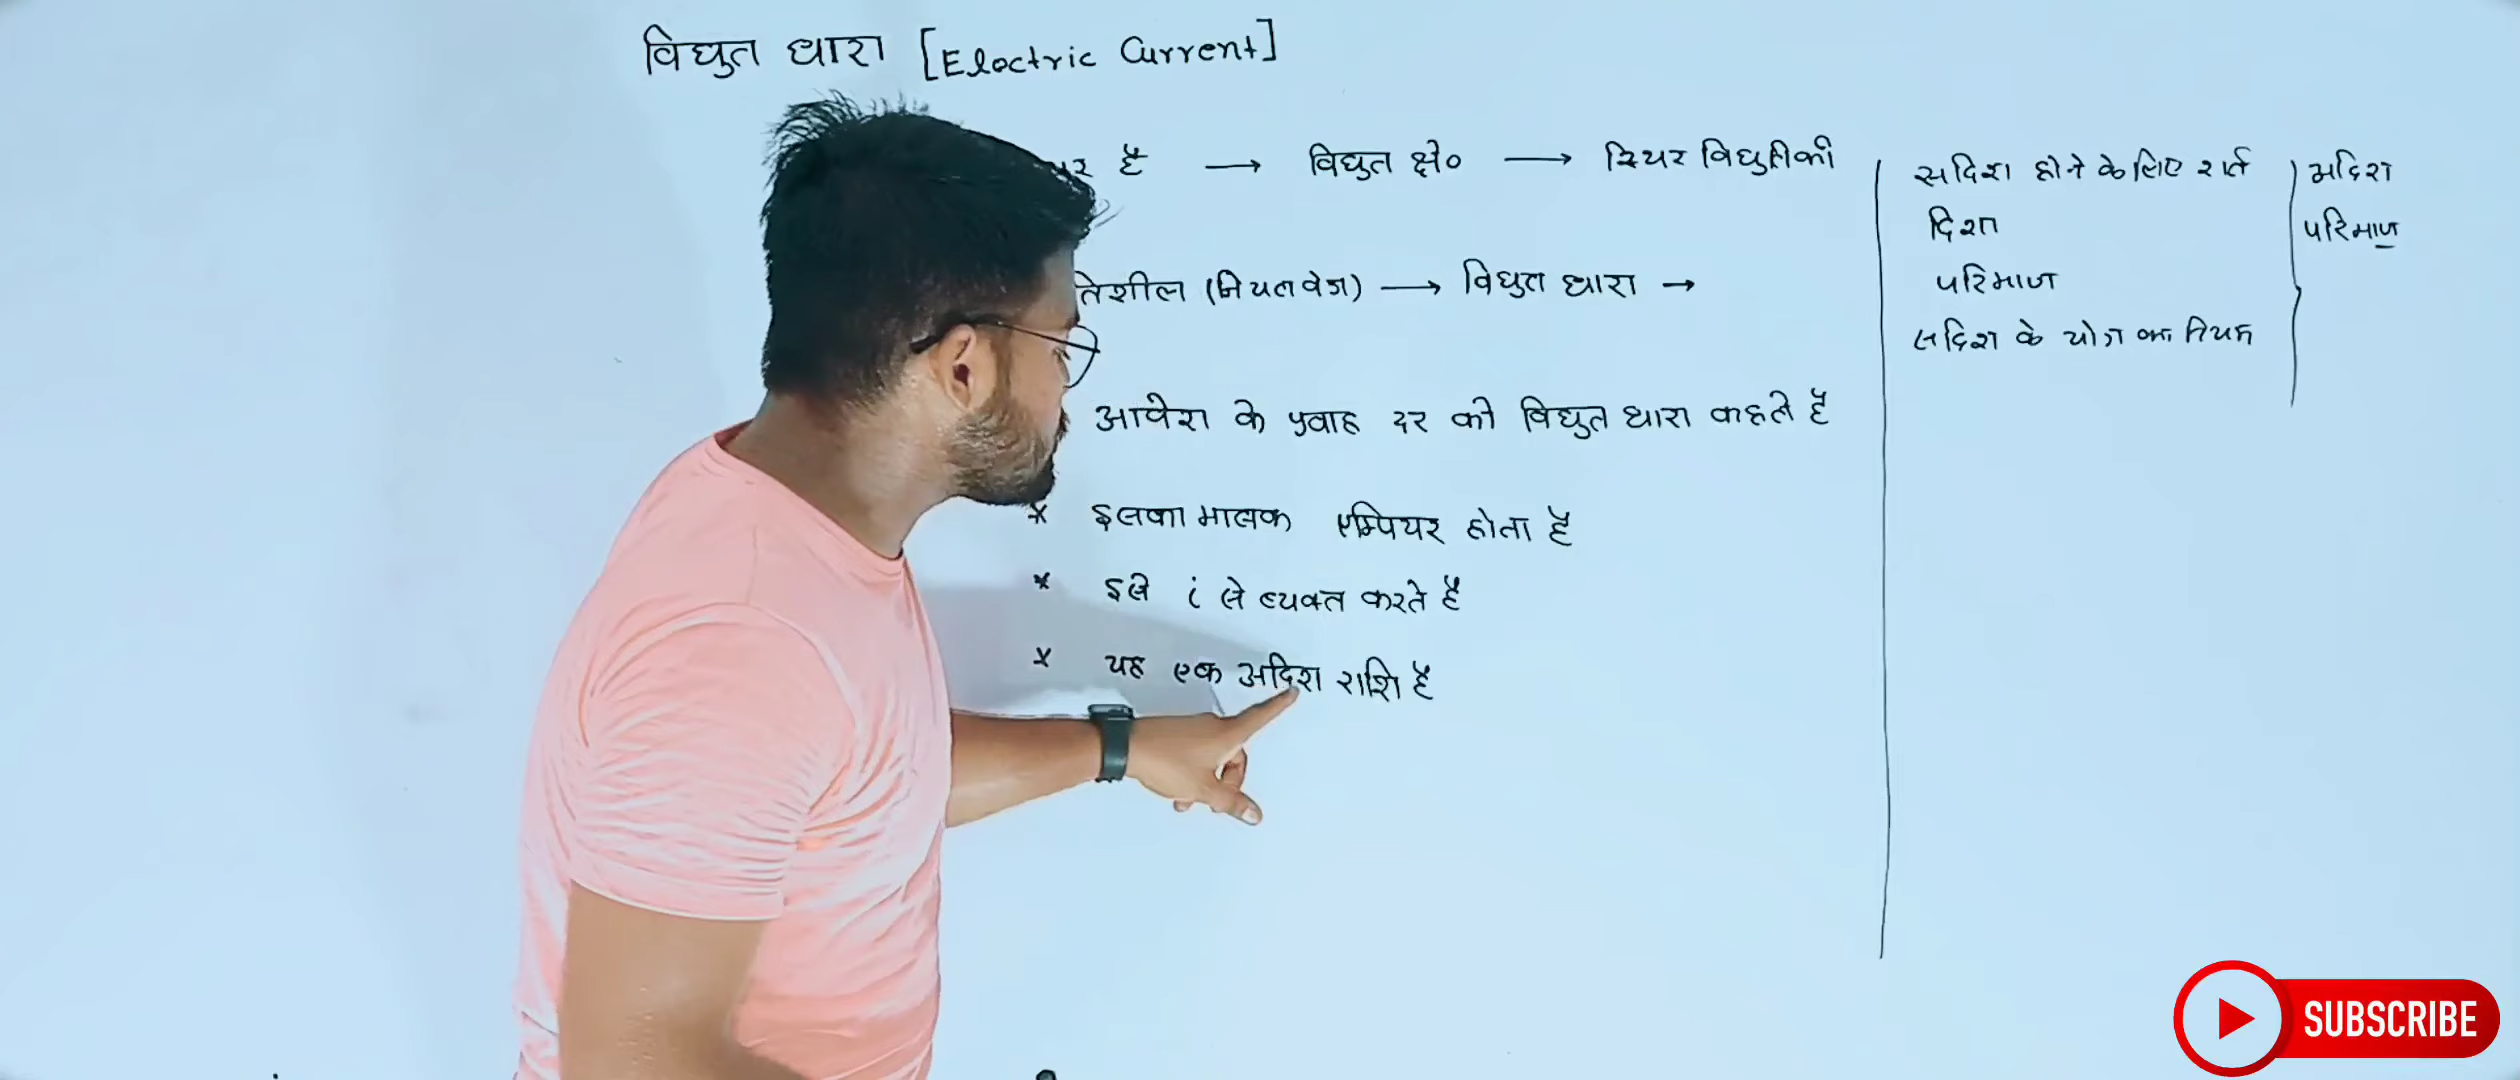 विद्युत धारा [Electric Current]
र है → विद्युत क्षे० → स्थिर विद्युतिकी
तिशील (नियतवेग) → विद्युत धारा →
आवेश के प्रवाह दर को विद्युत धारा कहते हैं
* इसका मात्रक एम्पियर होता है
* इसे i से व्यक्त करते हैं
* यह एक अदिश राशि है
सदिश होने के लिए शर्त
दिशा
परिमाण
सदिश के योग का नियम
अदिश
परिमाण
SUBSCRIBE